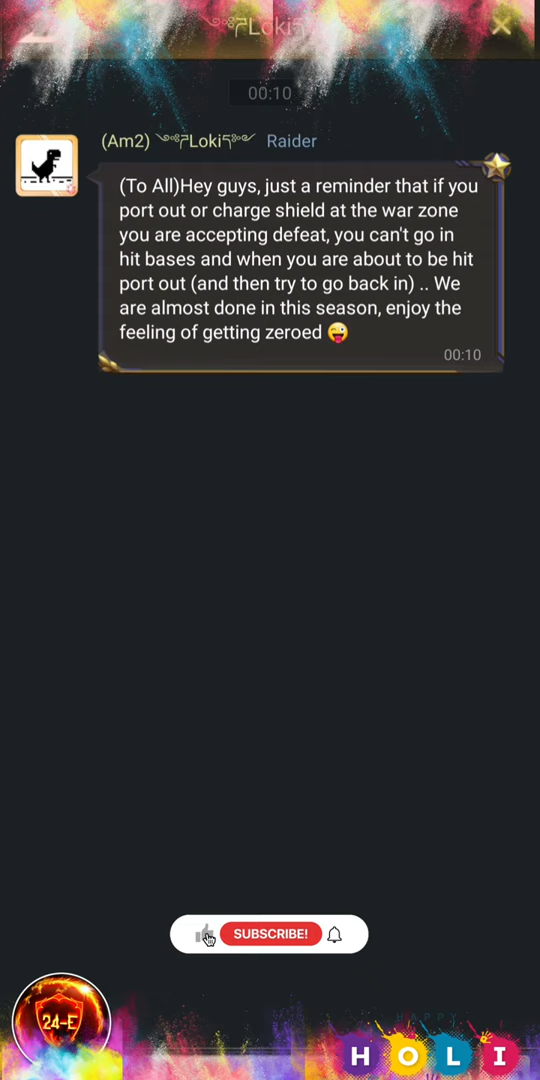 ༺༈Loki༈
00:10
(Am2) ༺༈Loki༈༻ Raider
(To All)Hey guys, just a reminder that if you
port out or charge shield at the war zone
you are accepting defeat, you can't go in
hit bases and when you are about to be hit
port out (and then try to go back in) .. We
are almost done in this season, enjoy the
feeling of getting zeroed 😜
00:10
SUBSCRIBE!
24-E
HAPPY
HOLI